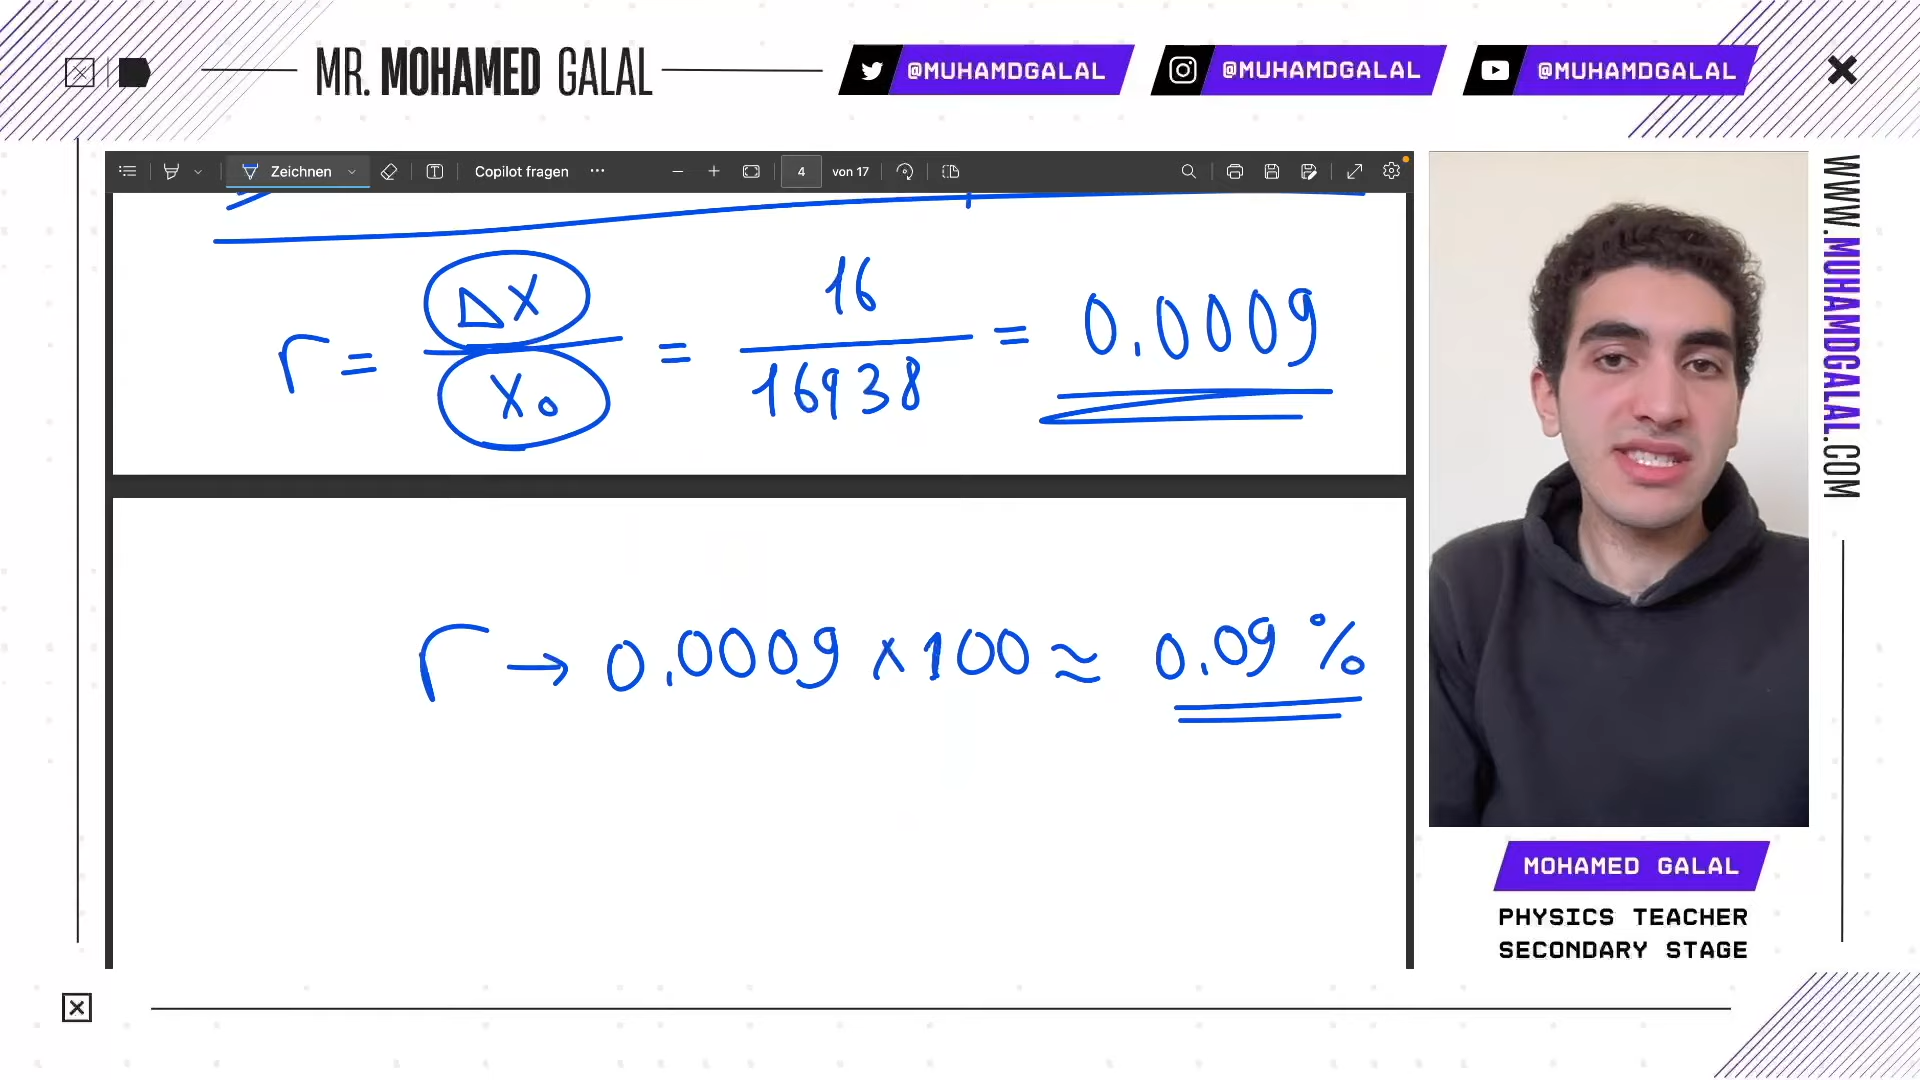 MR. MOHAMED GALAL
@MUHAMDGALAL
@MUHAMDGALAL
@MUHAMDGALAL
WWW.MUHAMDGALAL.COM
Zeichnen
Copilot fragen
4 von 17
r = Δx / x₀ = 16 / 16938 = 0.0009
r → 0.0009 × 100 ≈ 0.09 %
MOHAMED GALAL
PHYSICS TEACHER
SECONDARY STAGE